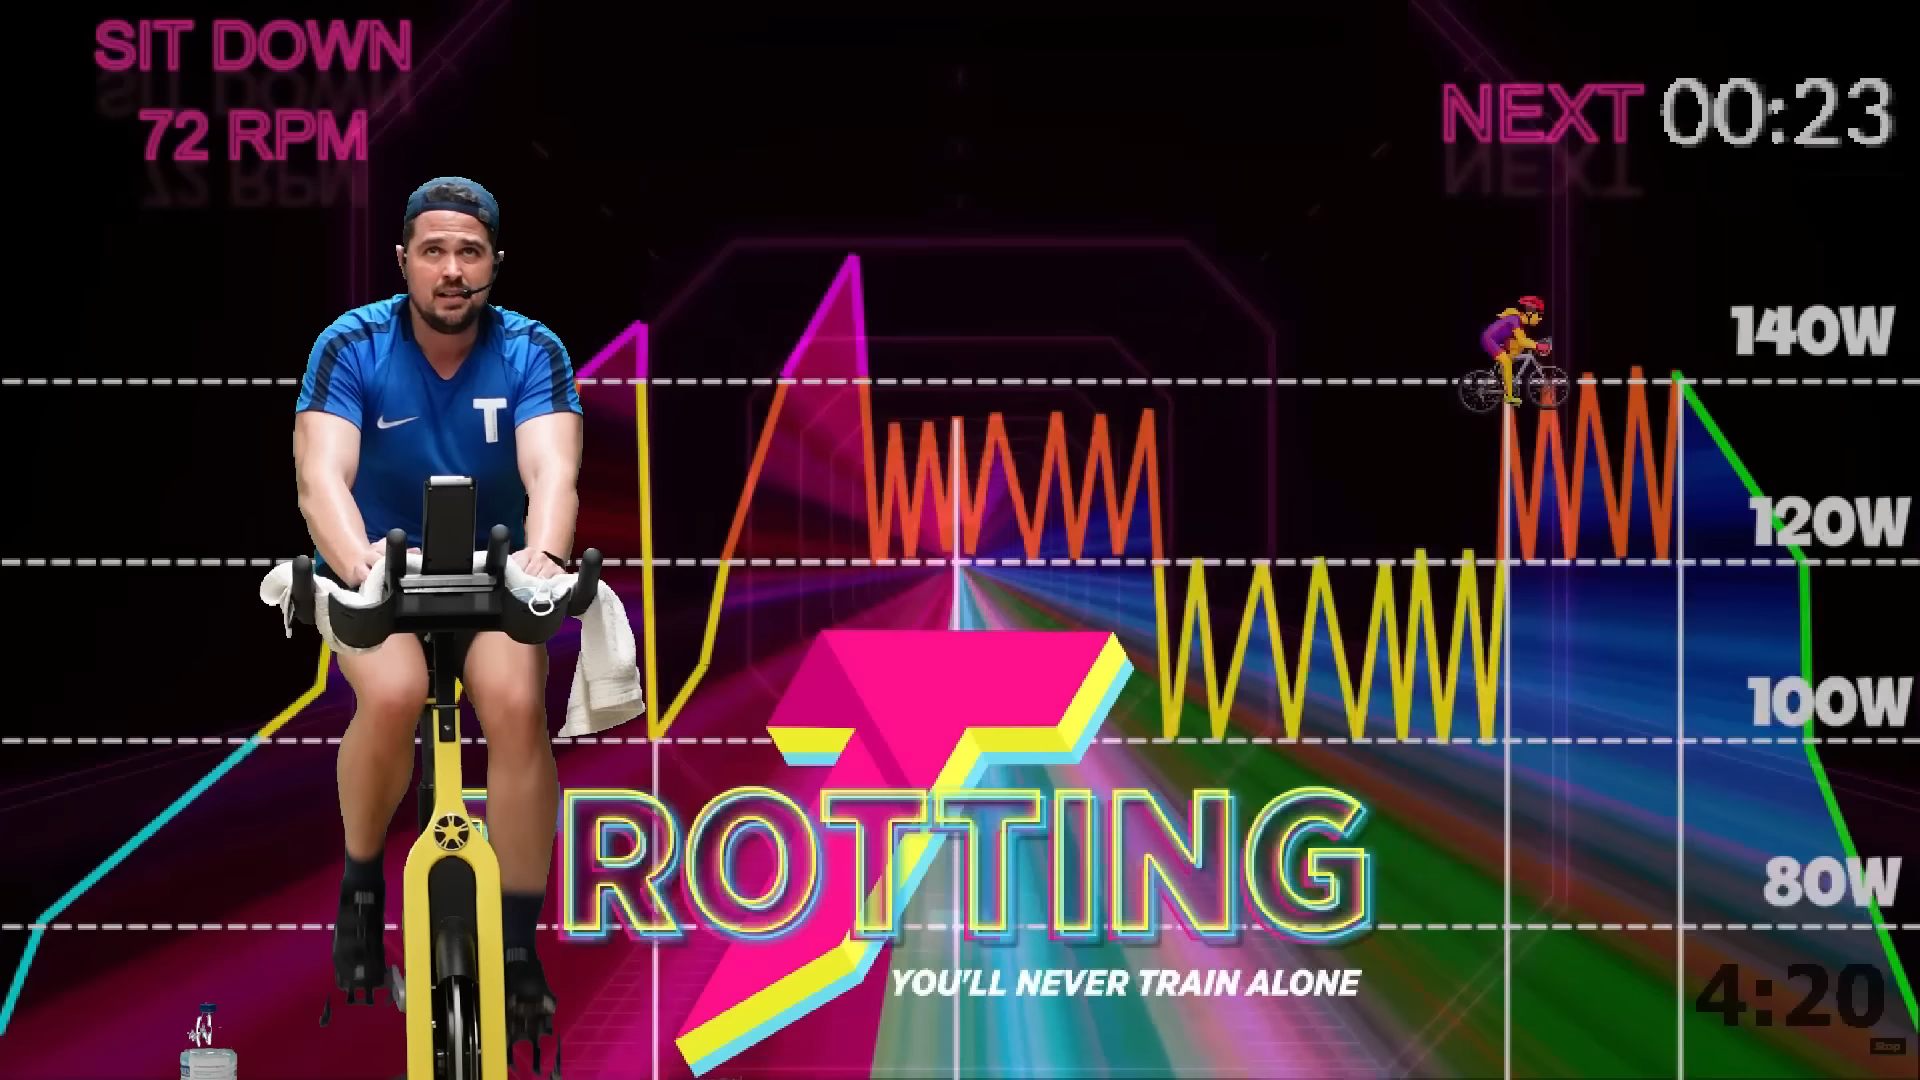 SIT DOWN
72 RPM
NEXT 00:23
140W
120W
100W
80W
T
TROTTING
YOU'LL NEVER TRAIN ALONE
4:20
Stop